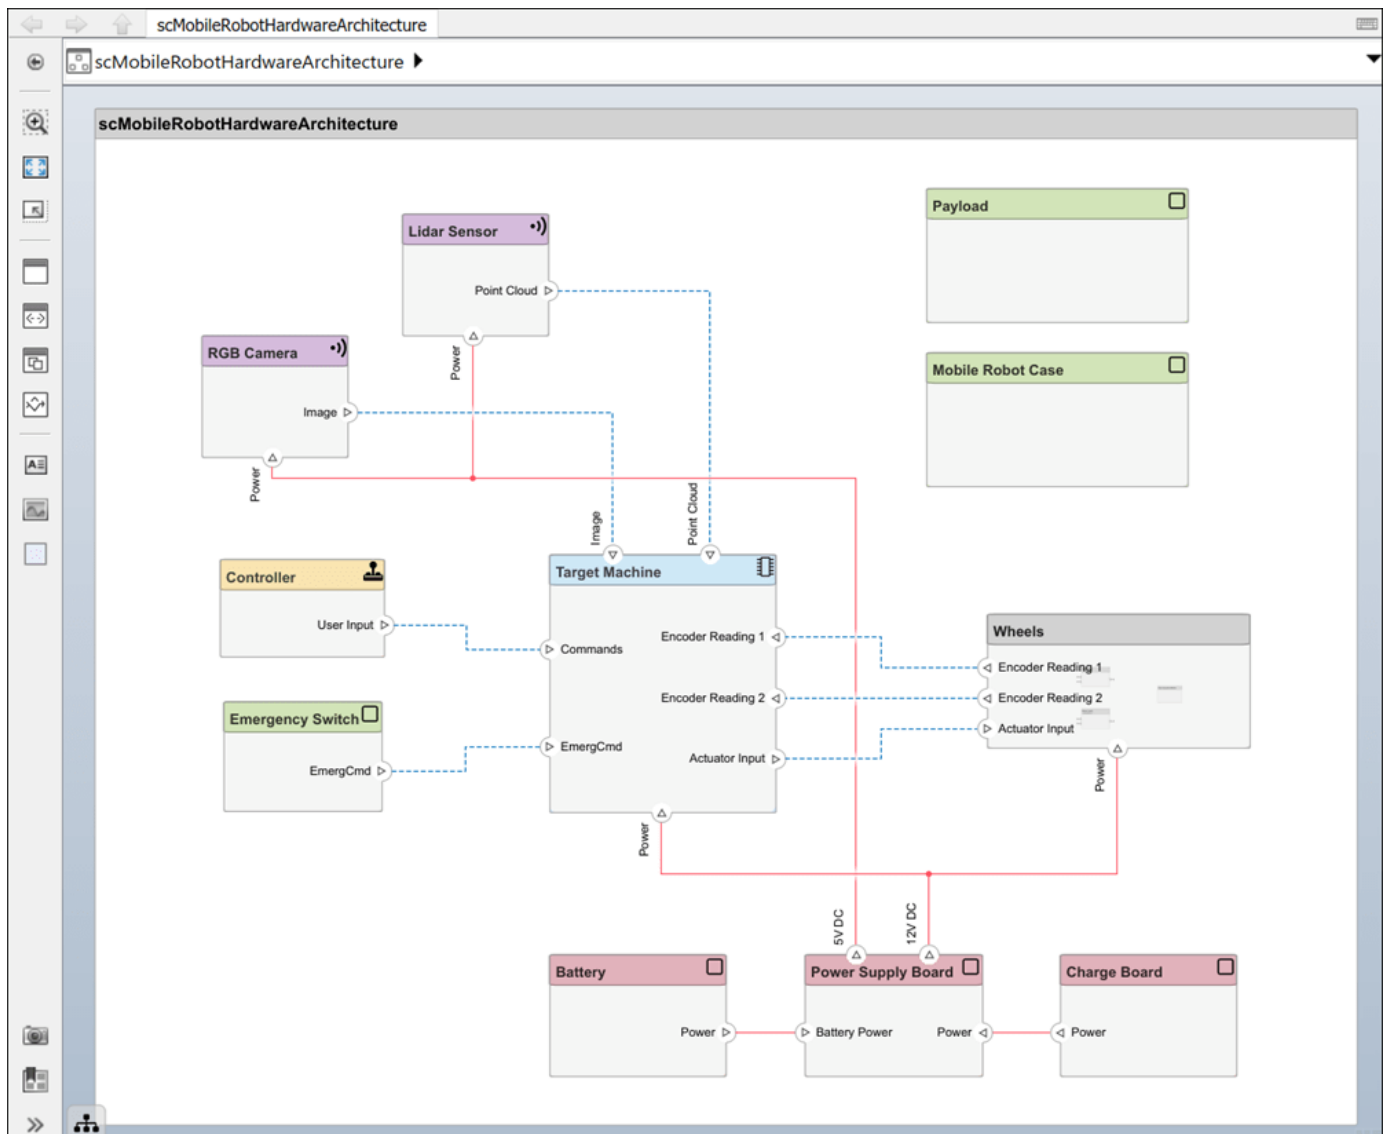 scMobileRobotHardwareArchitecture
scMobileRobotHardwareArchitecture
scMobileRobotHardwareArchitecture
Payload
Lidar Sensor
Point Cloud
Power
RGB Camera
Image
Power
Mobile Robot Case
Image
Point Cloud
Controller
User Input
Target Machine
Commands
EmergCmd
Encoder Reading 1
Encoder Reading 2
Actuator Input
Power
Emergency Switch
EmergCmd
Wheels
Encoder Reading 1
Encoder Reading 2
Actuator Input
Power
5V DC
12V DC
Battery
Power
Power Supply Board
Battery Power
Power
Charge Board
Power